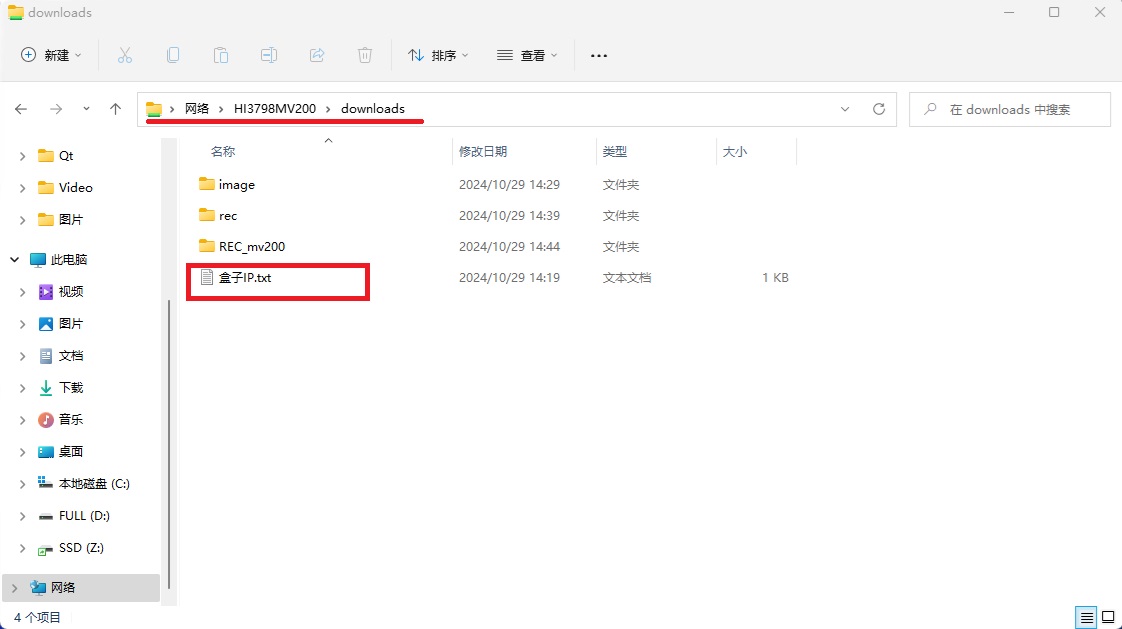 downloads
新建 排序 查看
网络 HI3798MV200 downloads 在 downloads 中搜索
名称 修改日期 类型 大小
image 2024/10/29 14:29 文件夹
rec 2024/10/29 14:39 文件夹
REC_mv200 2024/10/29 14:44 文件夹
盒子IP.txt 2024/10/29 14:19 文本文档 1 KB
Qt
Video
图片
此电脑
视频
图片
文档
下载
音乐
桌面
本地磁盘 (C:)
FULL (D:)
SSD (Z:)
网络
4 个项目